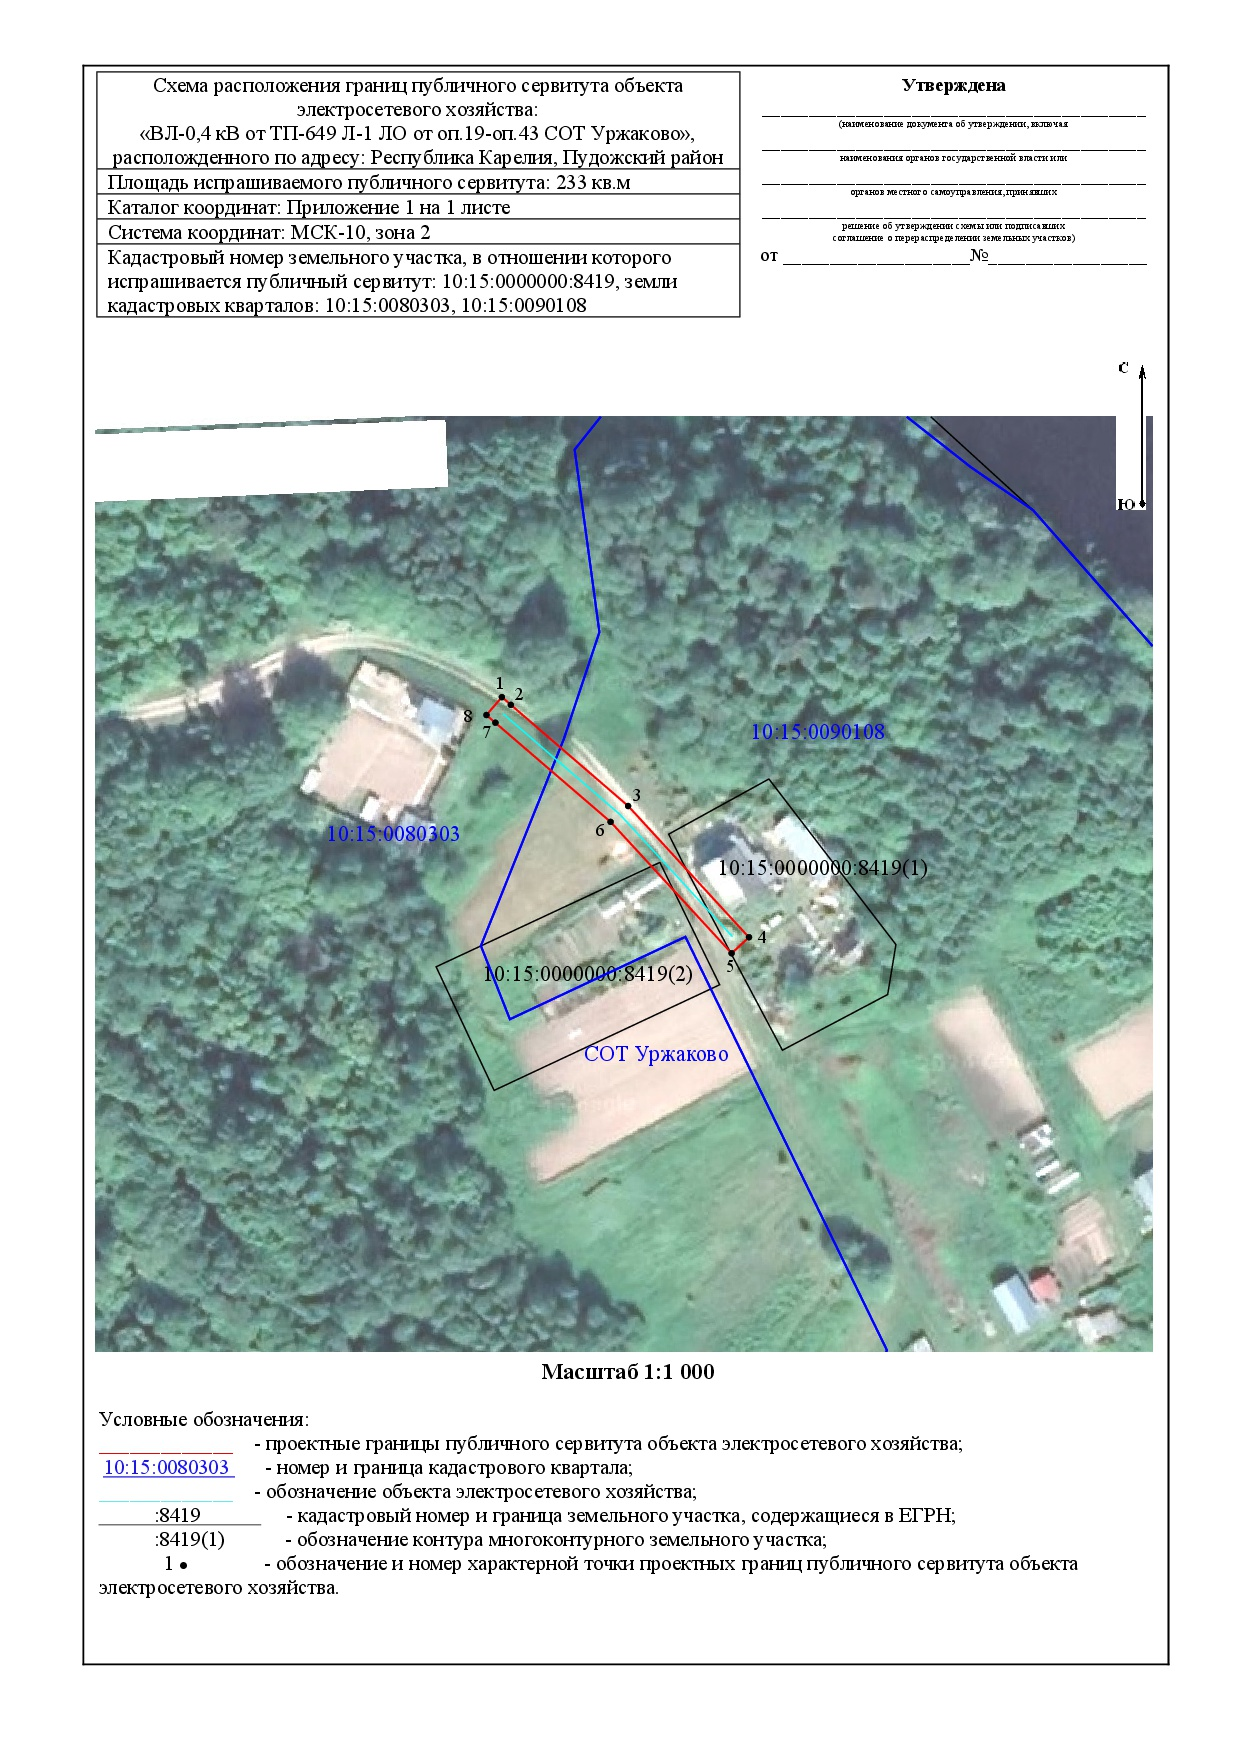 Схема расположения границ публичного сервитута объекта
электросетевого хозяйства:
«ВЛ-0,4 кВ от ТП-649 Л-1 ЛО от оп.19-оп.43 СОТ Уржаково»,
расположенного по адресу: Республика Карелия, Пудожский район
Площадь испрашиваемого публичного сервитута: 233 кв.м
Каталог координат: Приложение 1 на 1 листе
Система координат: МСК-10, зона 2
Кадастровый номер земельного участка, в отношении которого
испрашивается публичный сервитут: 10:15:0000000:8419, земли
кадастровых кварталов: 10:15:0080303, 10:15:0090108
Утверждена
(наименование документа об утверждении, включая
наименования органов государственной власти или
органов местного самоуправления, принявших
решение об утверждении схемы или подписавших
соглашение о перераспределении земельных участков)
от ____________________№_________________
С
Ю
1
2
8
7
10:15:0090108
3
6
10:15:0080303
10:15:0000000:8419(1)
4
5
10:15:0000000:8419(2)
СОТ Уржаково
Масштаб 1:1 000
Условные обозначения:
- проектные границы публичного сервитута объекта электросетевого хозяйства;
10:15:0080303 - номер и граница кадастрового квартала;
- обозначение объекта электросетевого хозяйства;
:8419 - кадастровый номер и граница земельного участка, содержащиеся в ЕГРН;
:8419(1) - обозначение контура многоконтурного земельного участка;
1 ● - обозначение и номер характерной точки проектных границ публичного сервитута объекта
электросетевого хозяйства.